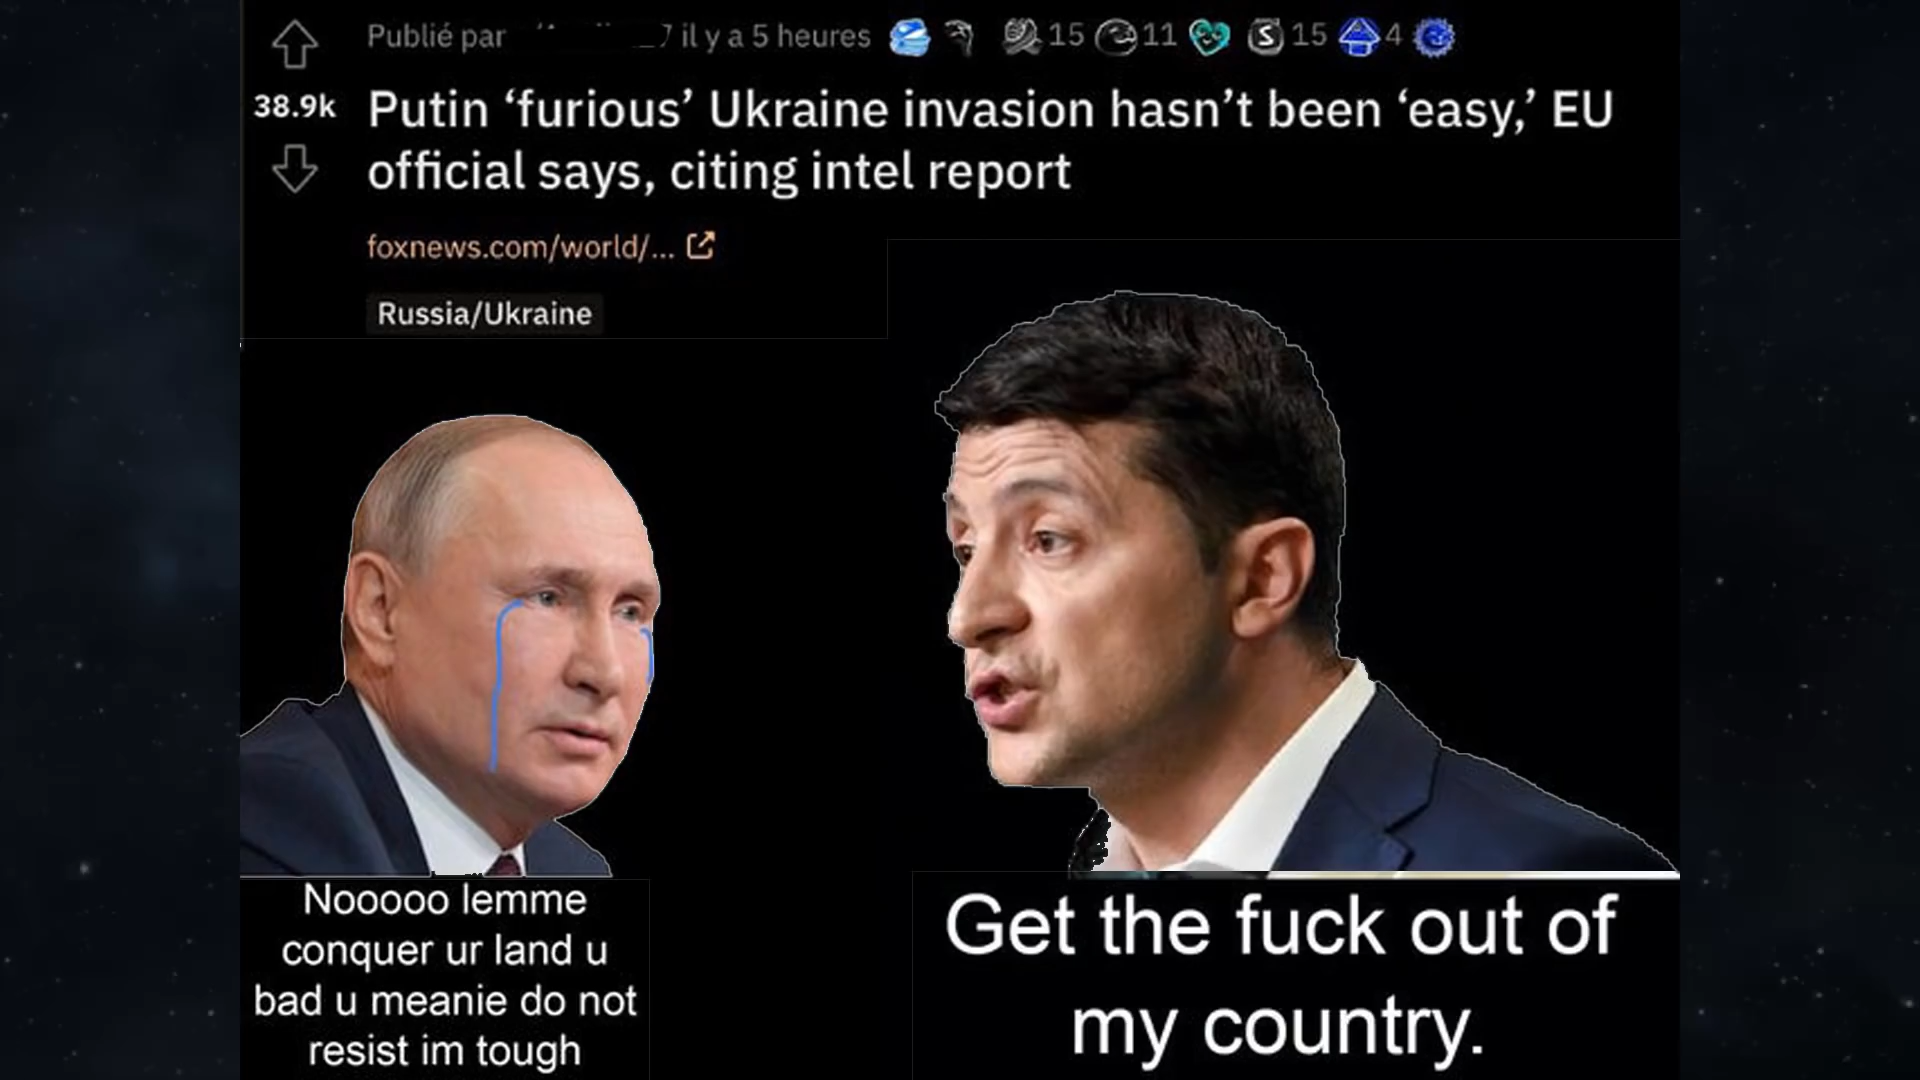 Publié par
7 il y a 5 heures 15 11 15 4
38.9k
Putin ‘furious’ Ukraine invasion hasn’t been ‘easy,’ EU
official says, citing intel report
foxnews.com/world/...
Russia/Ukraine
Nooooo lemme
conquer ur land u
bad u meanie do not
resist im tough
Get the fuck out of
my country.